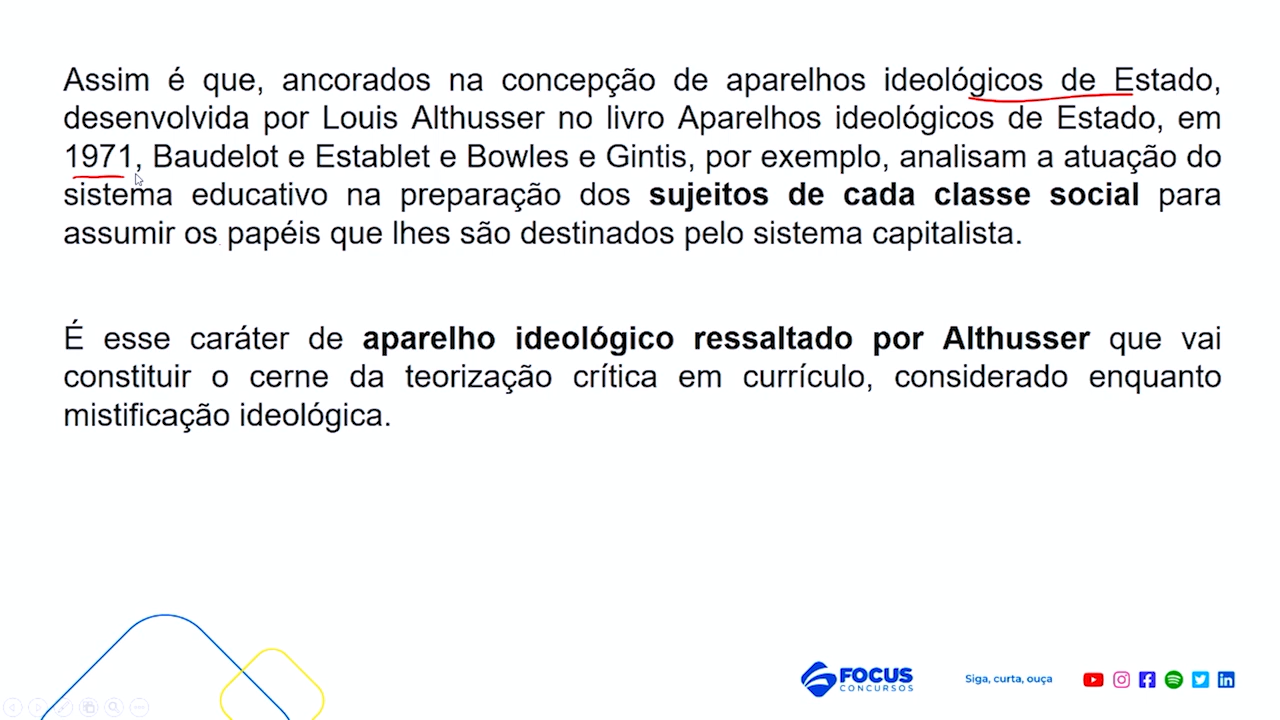 Assim é que, ancorados na concepção de aparelhos ideológicos de Estado,
desenvolvida por Louis Althusser no livro Aparelhos ideológicos de Estado, em
1971, Baudelot e Establet e Bowles e Gintis, por exemplo, analisam a atuação do
sistema educativo na preparação dos sujeitos de cada classe social para
assumir os papéis que lhes são destinados pelo sistema capitalista.
É esse caráter de aparelho ideológico ressaltado por Althusser que vai
constituir o cerne da teorização crítica em currículo, considerado enquanto
mistificação ideológica.
FOCUS
CONCURSOS
Siga, curta, ouça